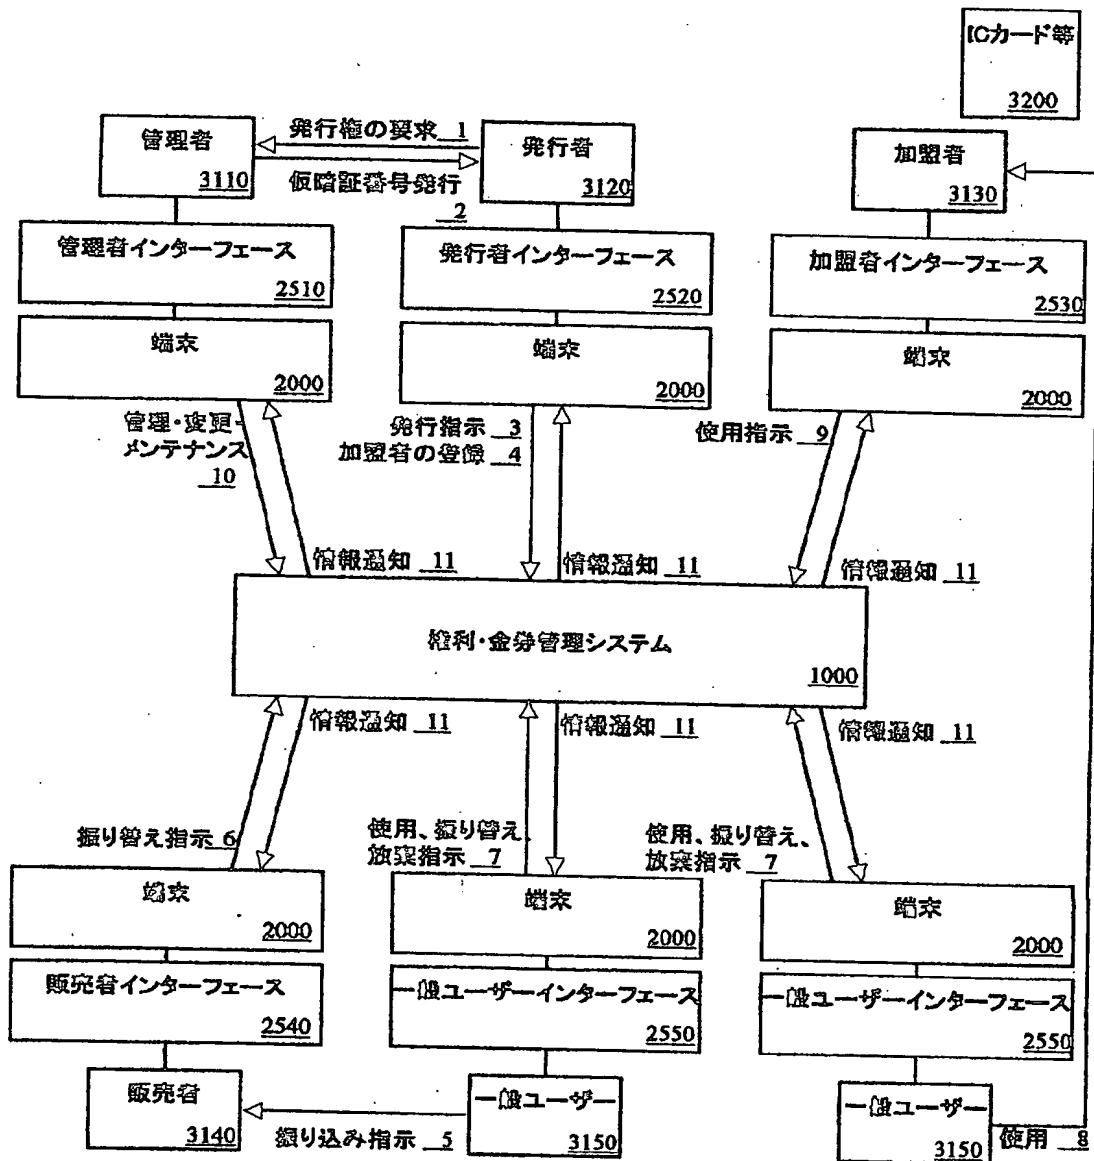 ICカード等
3200
管理者
3110
発行権の要求 1
仮暗証番号発行
2
発行者
3120
加盟者
3130
管理者インターフェース
2510
発行者インターフェース
2520
加盟者インターフェース
2530
端末
2000
端末
2000
端末
2000
管理・変更・
メンテナンス
10
発行指示 3
加盟者の登録 4
使用指示 9
情報通知 11
情報通知 11
情報通知 11
権利・金券管理システム
1000
情報通知 11
情報通知 11
情報通知 11
振り替え指示 6
使用、振り替え、
放棄指示 7
使用、振り替え、
放棄指示 7
端末
2000
端末
2000
端末
2000
販売者インターフェース
2540
一般ユーザーインターフェース
2550
一般ユーザーインターフェース
2550
販売者
3140
振り込み指示 5
一般ユーザー
3150
一般ユーザー
3150
使用 8